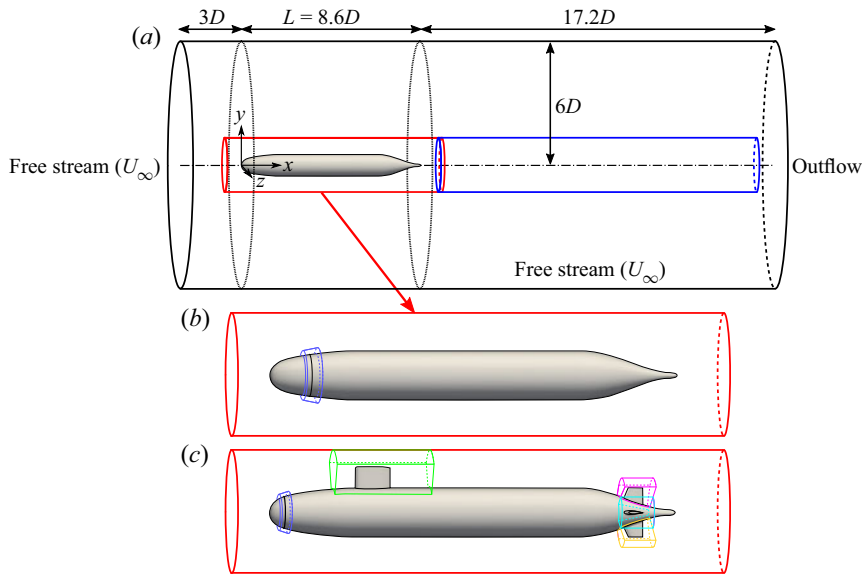 3D
L = 8.6D
17.2D
(a)
6D
y
x
z
Free stream (U∞)
Outflow
Free stream (U∞)
(b)
(c)